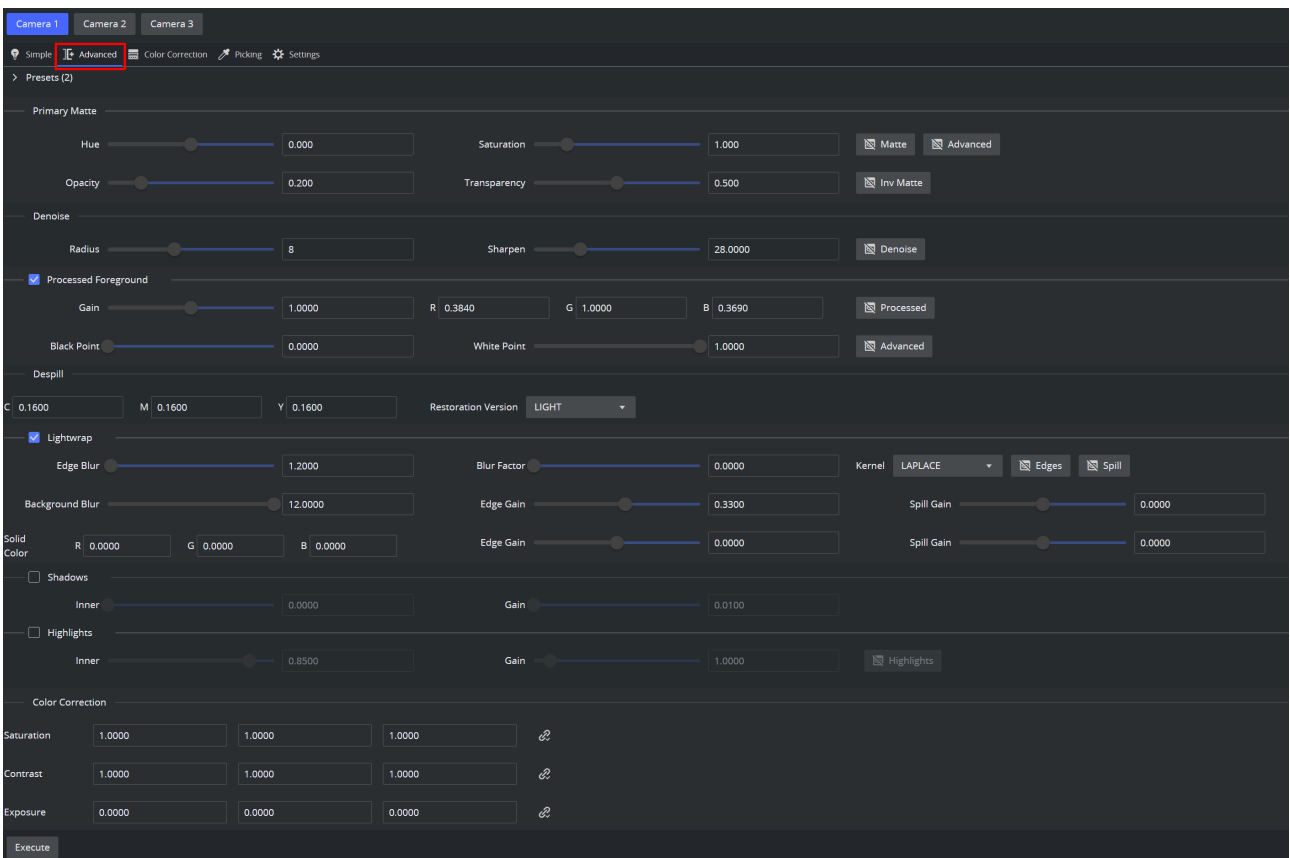 Camera 1 Camera 2 Camera 3
Simple Advanced Color Correction Picking Settings
Presets (2)
Primary Matte
Hue 0.000 Saturation 1.000 Matte Advanced
Opacity 0.200 Transparency 0.500 Inv Matte
Denoise
Radius 8 Sharpen 28.0000 Denoise
Processed Foreground
Gain 1.0000 R 0.3840 G 1.0000 B 0.3690 Processed
Black Point 0.0000 White Point 1.0000 Advanced
Despill
C 0.1600 M 0.1600 Y 0.1600 Restoration Version LIGHT
Lightwrap
Edge Blur 1.2000 Blur Factor 0.0000 Kernel LAPLACE Edges Spill
Background Blur 12.0000 Edge Gain 0.3300 Spill Gain 0.0000
Solid Color R 0.0000 G 0.0000 B 0.0000 Edge Gain 0.0000 Spill Gain 0.0000
Shadows
Inner 0.0000 Gain 0.0100
Highlights
Inner 0.8500 Gain 1.0000 Highlights
Color Correction
Saturation 1.0000 1.0000 1.0000
Contrast 1.0000 1.0000 1.0000
Exposure 0.0000 0.0000 0.0000
Execute